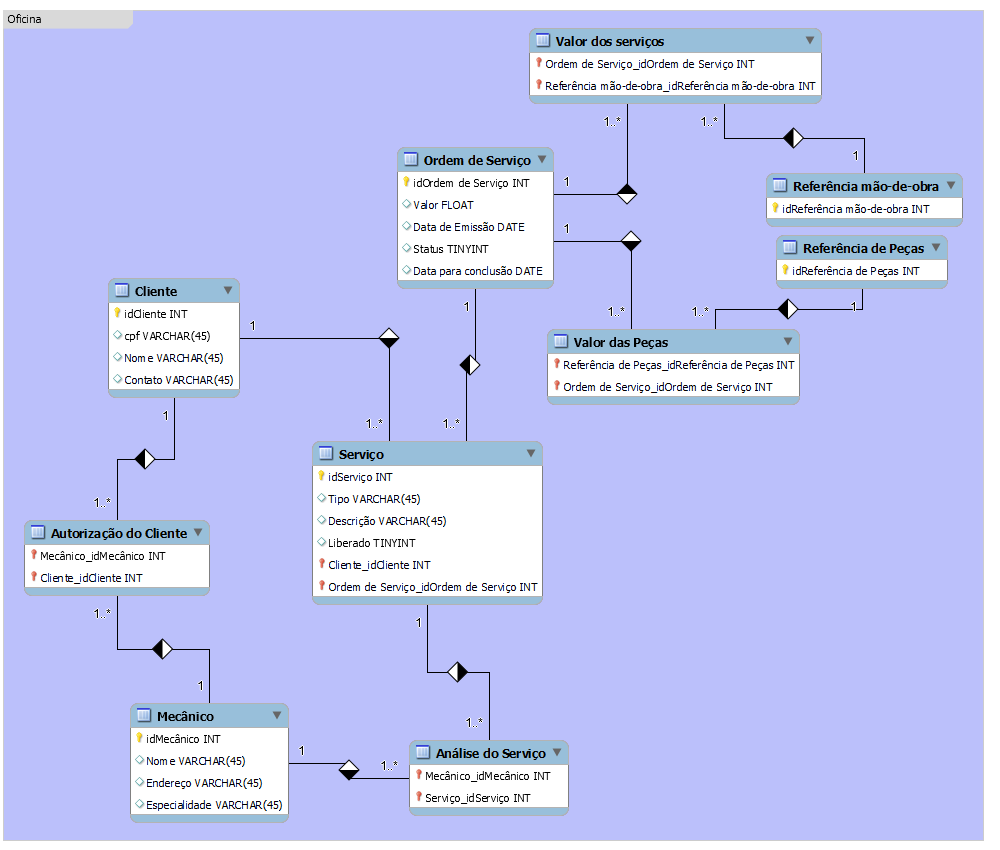 Oficina
Valor dos serviços
Ordem de Serviço_idOrdem de Serviço INT
Referência mão-de-obra_idReferência mão-de-obra INT
1..*
1..*
1
Ordem de Serviço
idOrdem de Serviço INT
Valor FLOAT
Data de Emissão DATE
Status TINYINT
Data para conclusão DATE
1
1
Referência mão-de-obra
idReferência mão-de-obra INT
Referência de Peças
idReferência de Peças INT
1
1..*
1..*
Valor das Peças
Referência de Peças_idReferência de Peças INT
Ordem de Serviço_idOrdem de Serviço INT
Cliente
idCliente INT
cpf VARCHAR(45)
Nome VARCHAR(45)
Contato VARCHAR(45)
1
1
1
1..*
1..*
Serviço
idServiço INT
Tipo VARCHAR(45)
Descrição VARCHAR(45)
Liberado TINYINT
Cliente_idCliente INT
Ordem de Serviço_idOrdem de Serviço INT
1..*
Autorização do Cliente
Mecânico_idMecânico INT
Cliente_idCliente INT
1..*
1
1
1..*
Mecânico
idMecânico INT
Nome VARCHAR(45)
Endereço VARCHAR(45)
Especialidade VARCHAR(45)
1
1..*
Análise do Serviço
Mecânico_idMecânico INT
Serviço_idServiço INT